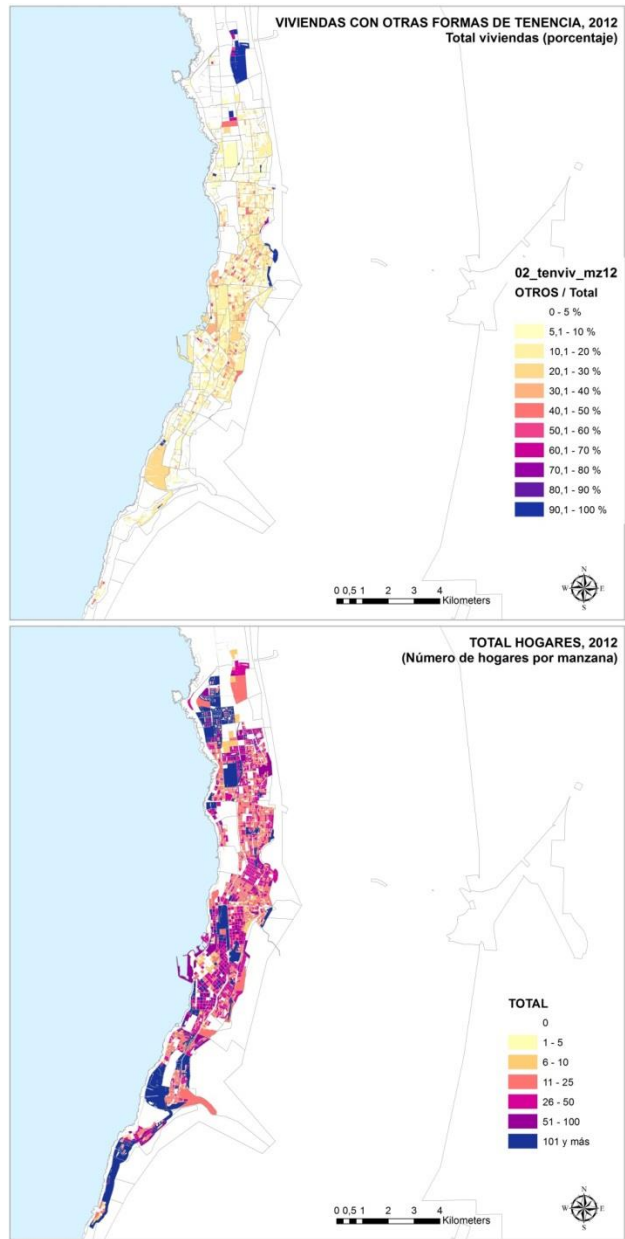 VIVIENDAS CON OTRAS FORMAS DE TENENCIA, 2012
Total viviendas (porcentaje)
02_tenviv_mz12
OTROS / Total
0 - 5 %
5,1 - 10 %
10,1 - 20 %
20,1 - 30 %
30,1 - 40 %
40,1 - 50 %
50,1 - 60 %
60,1 - 70 %
70,1 - 80 %
80,1 - 90 %
90,1 - 100 %
N
W E
S
0 0,5 1 2 3 4
Kilometers
TOTAL HOGARES, 2012
(Número de hogares por manzana)
TOTAL
0
1 - 5
6 - 10
11 - 25
26 - 50
51 - 100
101 y más
N
W E
S
0 0,5 1 2 3 4
Kilometers